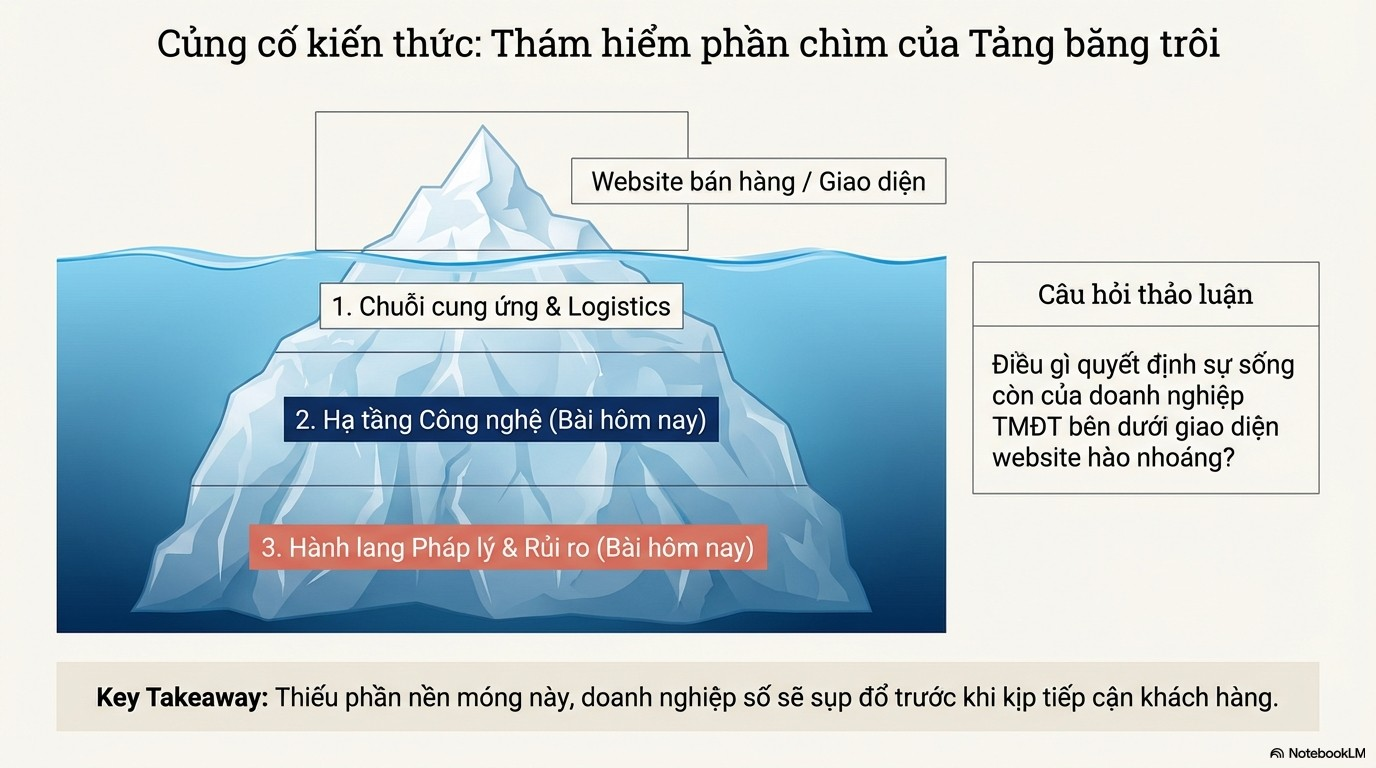 Củng cố kiến thức: Thám hiểm phần chìm của Tảng băng trôi
Website bán hàng / Giao diện
1. Chuỗi cung ứng & Logistics
2. Hạ tầng Công nghệ (Bài hôm nay)
3. Hành lang Pháp lý & Rủi ro (Bài hôm nay)
Câu hỏi thảo luận
Điều gì quyết định sự sống
còn của doanh nghiệp
TMĐT bên dưới giao diện
website hào nhoáng?
Key Takeaway: Thiếu phần nền móng này, doanh nghiệp số sẽ sụp đổ trước khi kịp tiếp cận khách hàng.
NotebookLM